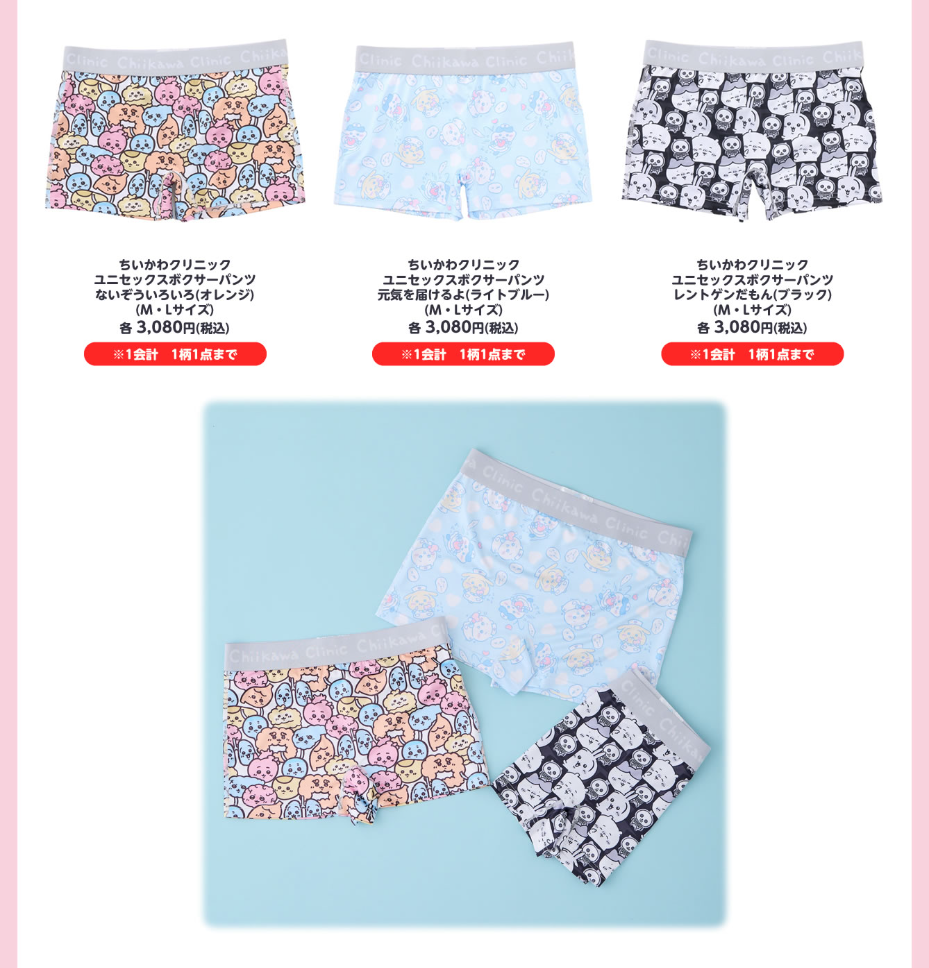 Clinic Chiikawa Clinic Chiik
Clinic Chiikawa Clinic Chii
Clinic Chiikawa Clinic Chiik
ちいかわクリニック
ユニセックスボクサーパンツ
ないぞういろいろ(オレンジ)
(M・Lサイズ)
各 3,080円(税込)
※1会計 1柄1点まで
ちいかわクリニック
ユニセックスボクサーパンツ
元気を届けるよ(ライトブルー)
(M・Lサイズ)
各 3,080円(税込)
※1会計 1柄1点まで
ちいかわクリニック
ユニセックスボクサーパンツ
レントゲンだもん(ブラック)
(M・Lサイズ)
各 3,080円(税込)
※1会計 1柄1点まで
a Clinic Chiikawa Clinic Chii
Chiikawa Clinic Chiikawa C
Clinic Chiikawa